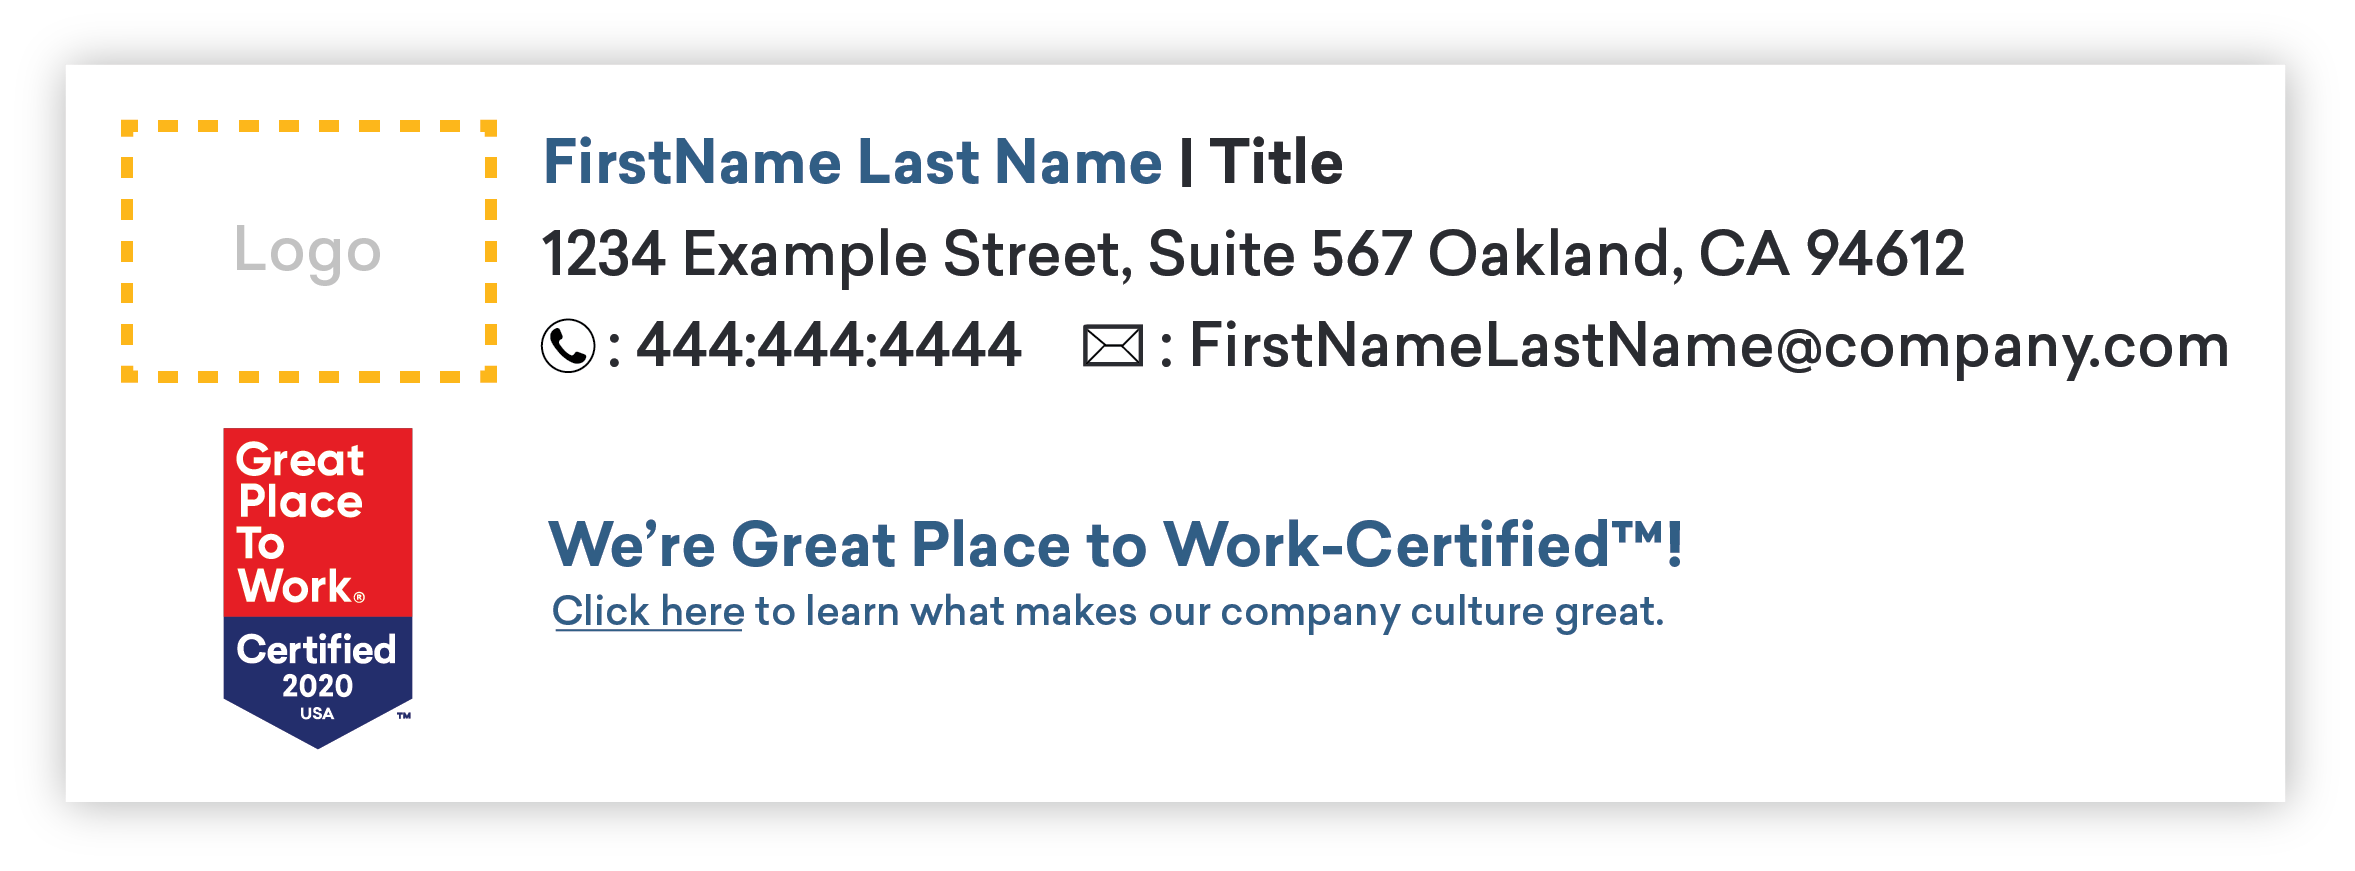 Logo
FirstName Last Name | Title
1234 Example Street, Suite 567 Oakland, CA 94612
: 444:444:4444 : FirstNameLastName@company.com
Great
Place
To
Work®
Certified
2020
USA
™
We’re Great Place to Work-Certified™!
Click here to learn what makes our company culture great.